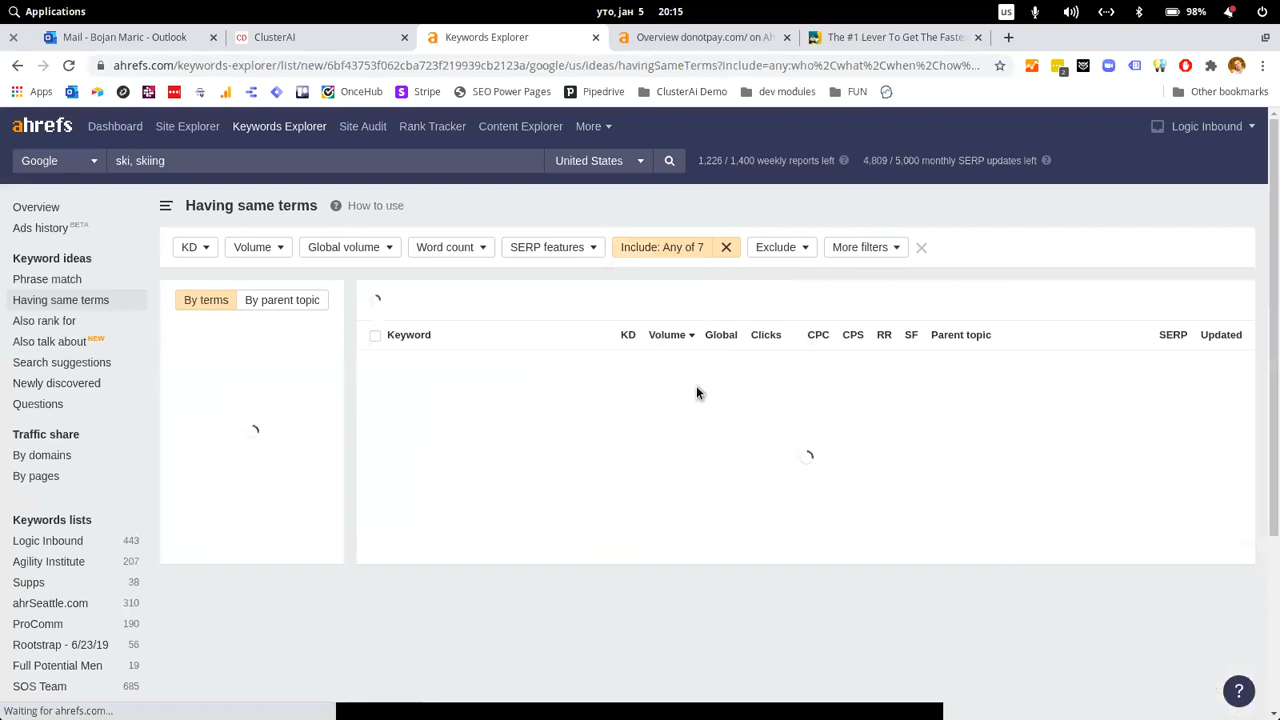 Applications
уто, јан 5 20:15
us
98%
Mail - Bojan Maric - Outlook
CD ClusterAI
a Keywords Explorer
a Overview donotpay.com/ on Ah
The #1 Lever To Get The Faste
ahrefs.com/keywords-explorer/list/new/6bf43753f062cba723f219939cb2123a/google/us/ideas/havingSameTerms?include=any:who%2Cwhat%2Cwhen%2Chow%...
2
Apps
OnceHub
Stripe
SEO Power Pages
Pipedrive
ClusterAI Demo
dev modules
FUN
Other bookmarks
ahrefs
Dashboard
Site Explorer
Keywords Explorer
Site Audit
Rank Tracker
Content Explorer
More
Logic Inbound
Google
ski, skiing
United States
1,226 / 1,400 weekly reports left ?
4,809 / 5,000 monthly SERP updates left ?
Overview
Ads history BETA
Keyword ideas
Phrase match
Having same terms
Also rank for
Also talk about NEW
Search suggestions
Newly discovered
Questions
Traffic share
By domains
By pages
Keywords lists
Logic Inbound 443
Agility Institute 207
Supps 38
ahrSeattle.com 310
ProComm 190
Rootstrap - 6/23/19 56
Full Potential Men 19
SOS Team 685
Having same terms
? How to use
KD
Volume
Global volume
Word count
SERP features
Include: Any of 7
Exclude
More filters
By terms
By parent topic
Keyword KD Volume Global Clicks CPC CPS RR SF Parent topic SERP Updated
?
Waiting for ahrefs.com...